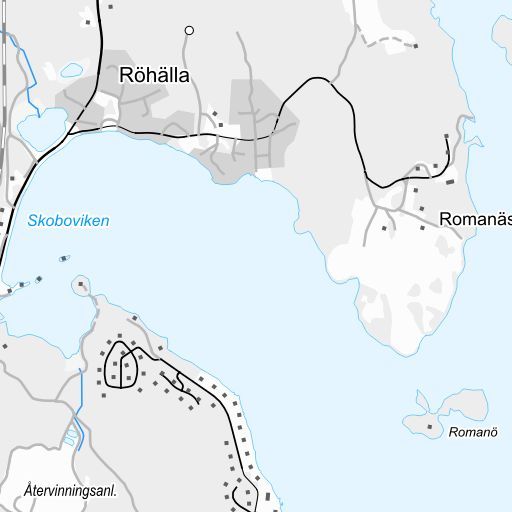 Röhälla
Skoboviken
Romanäs
Romanö
Återvinningsanl.